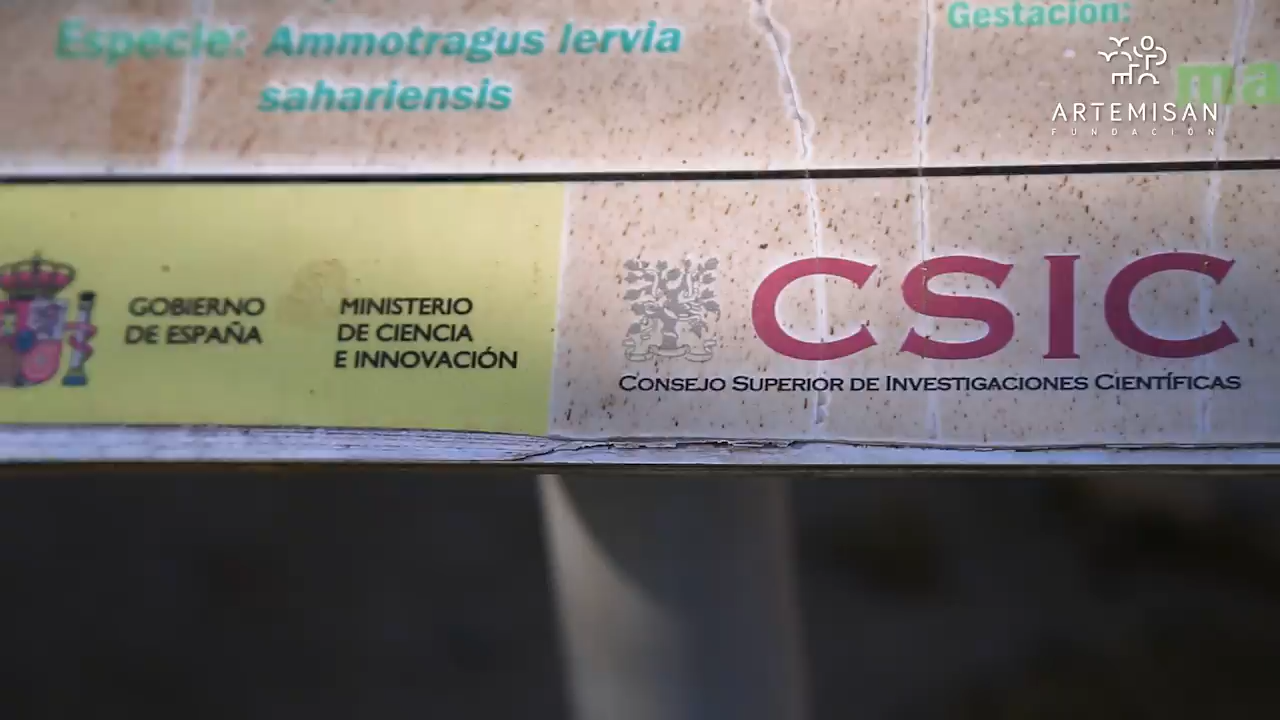 Especie: Ammotragus lervia
sahariensis
Gestación:
ARTEMISAN
FUNDACIÓN
GOBIERNO
DE ESPAÑA
MINISTERIO
DE CIENCIA
E INNOVACIÓN
CSIC
CONSEJO SUPERIOR DE INVESTIGACIONES CIENTÍFICAS